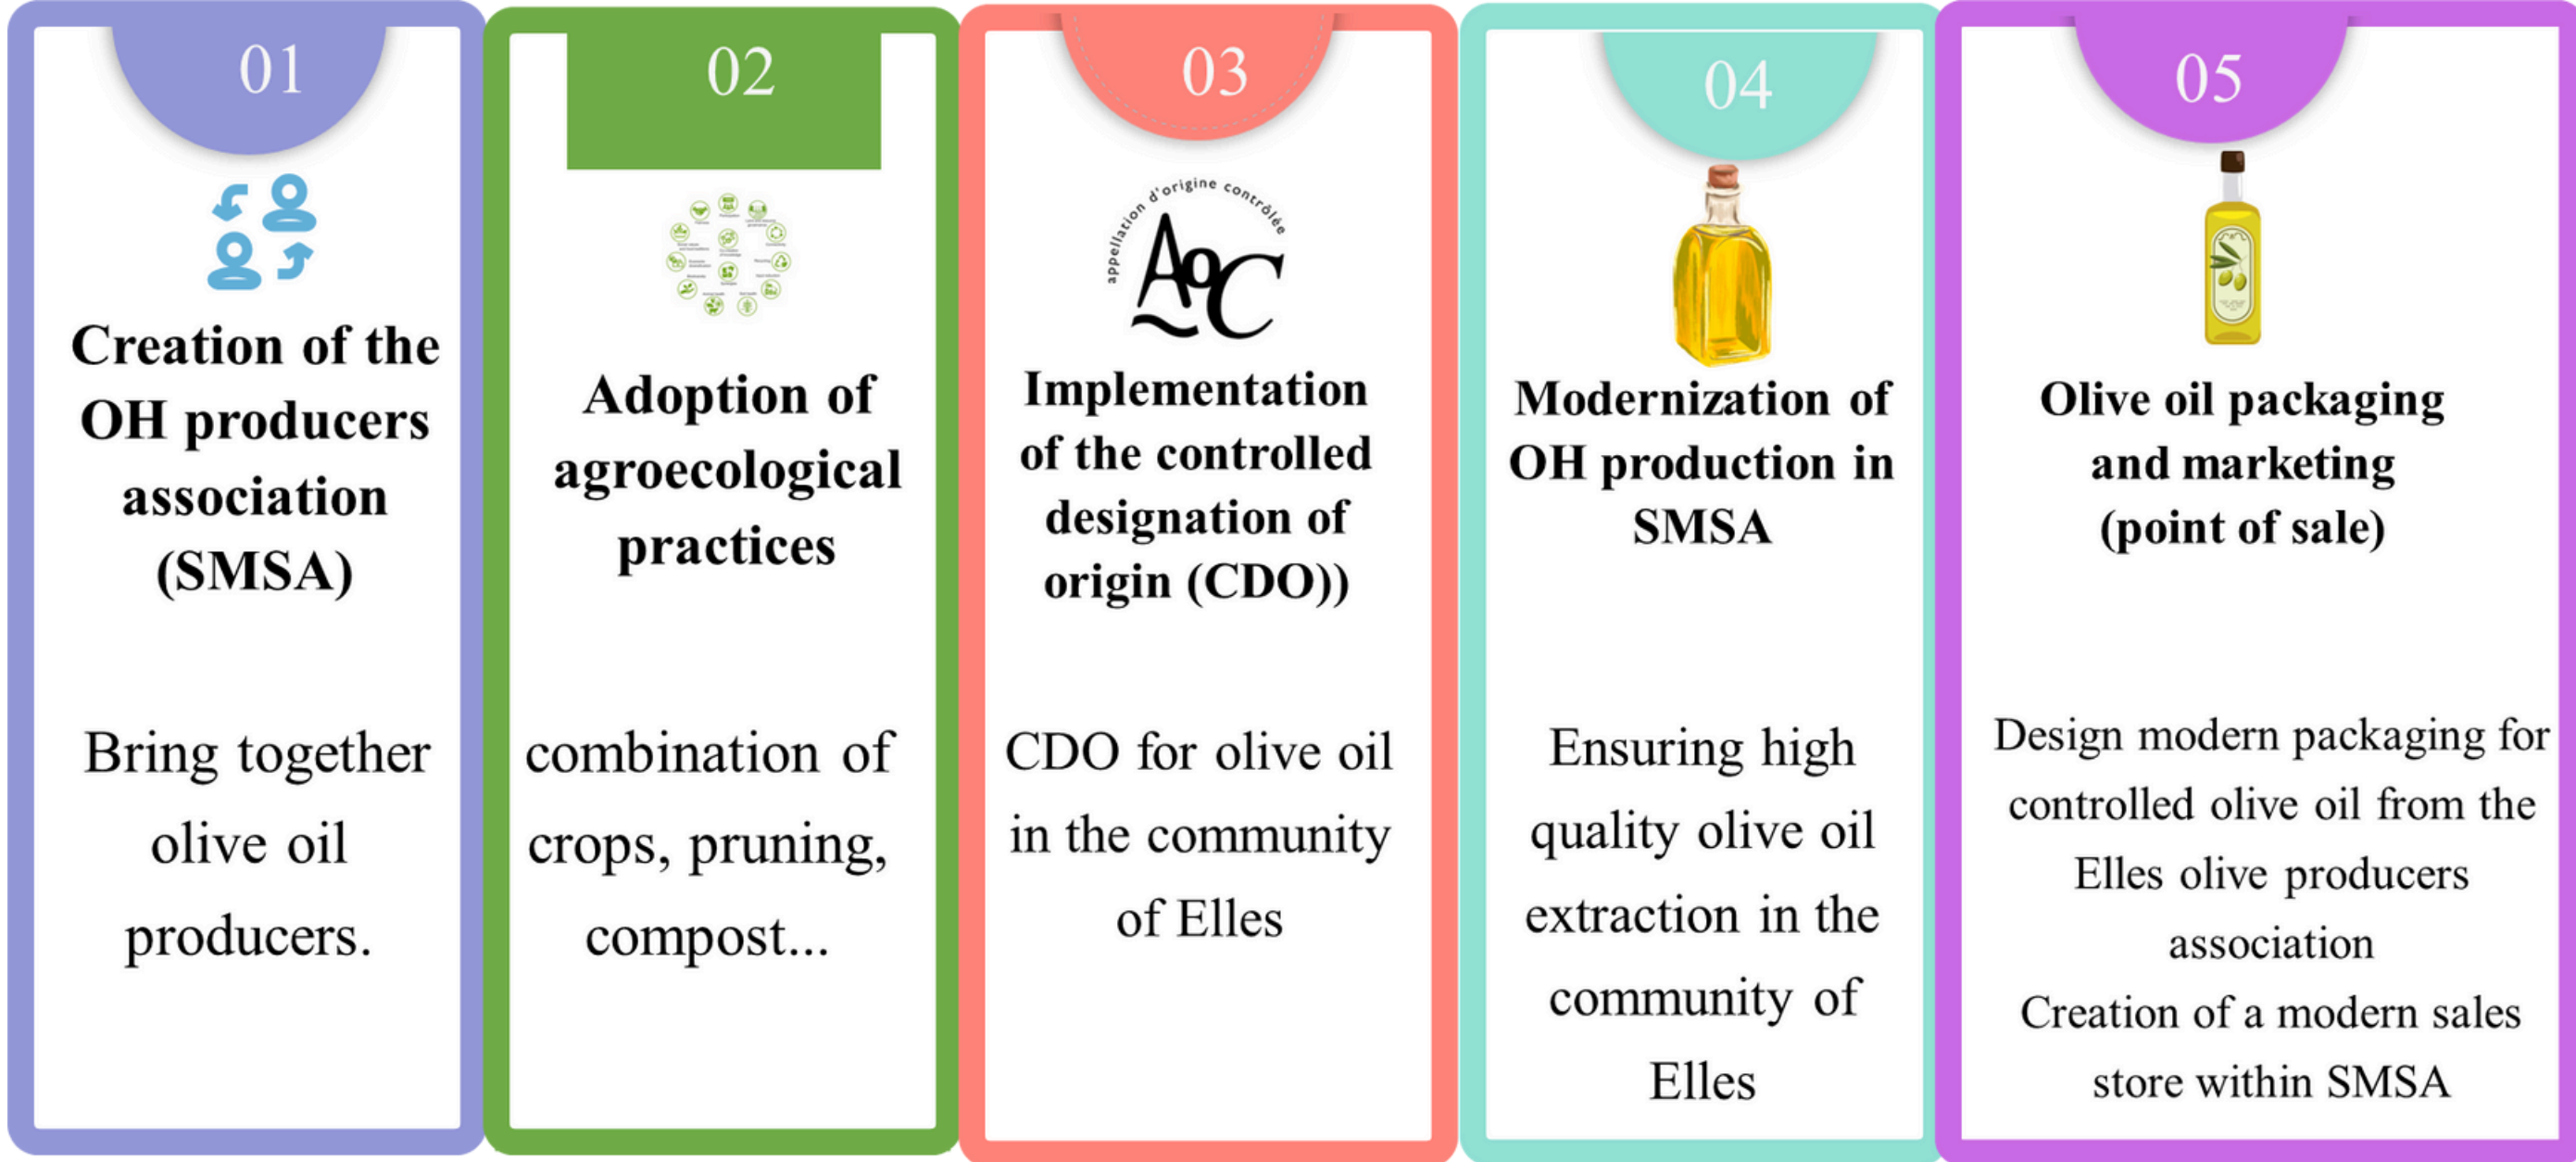 01
Creation of the
OH producers
association
(SMSA)
Bring together
olive oil
producers.
02
Adoption of
agroecological
practices
combination of
crops, pruning,
compost...
03
appellation d'origine contrôlée
AOC
Implementation
of the controlled
designation of
origin (CDO))
CDO for olive oil
in the community
of Elles
04
Modernization of
OH production in
SMSA
Ensuring high
quality olive oil
extraction in the
community of
Elles
05
Olive oil packaging
and marketing
(point of sale)
Design modern packaging for
controlled olive oil from the
Elles olive producers
association
Creation of a modern sales
store within SMSA